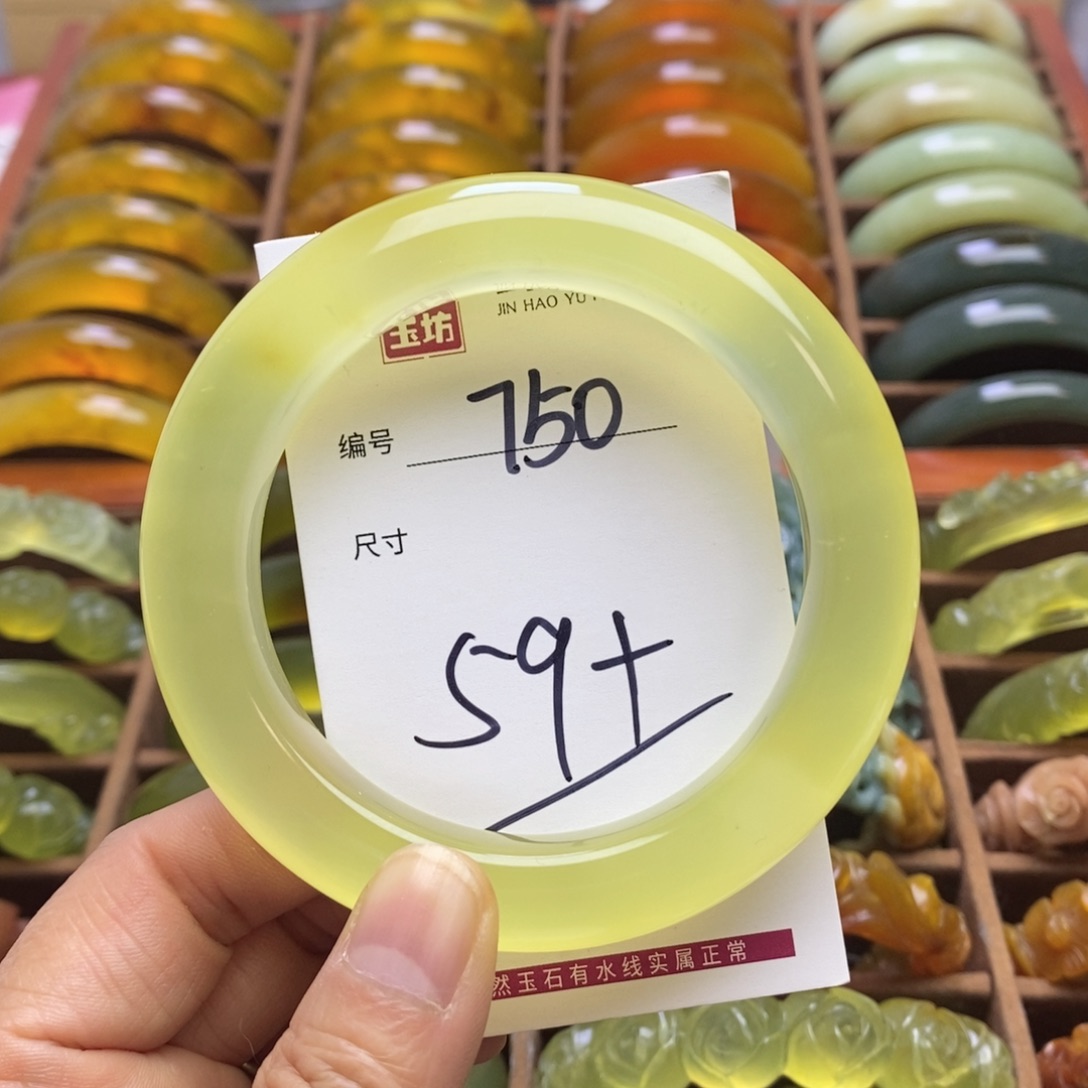 玉坊
JIN HAO YU
编号 750
尺寸
59+
然玉石有水线实属正常